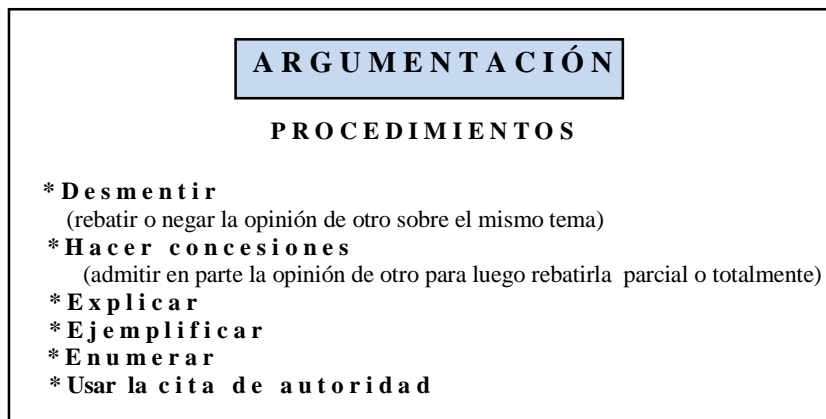 ARGUMENTACIÓN
PROCEDIMIENTOS
*Desmentir
(rebatir o negar la opinión de otro sobre el mismo tema)
*Hacer concesiones
(admitir en parte la opinión de otro para luego rebatirla parcial o totalmente)
*Explicar
*Ejemplificar
*Enumerar
*Usar la cita de autoridad